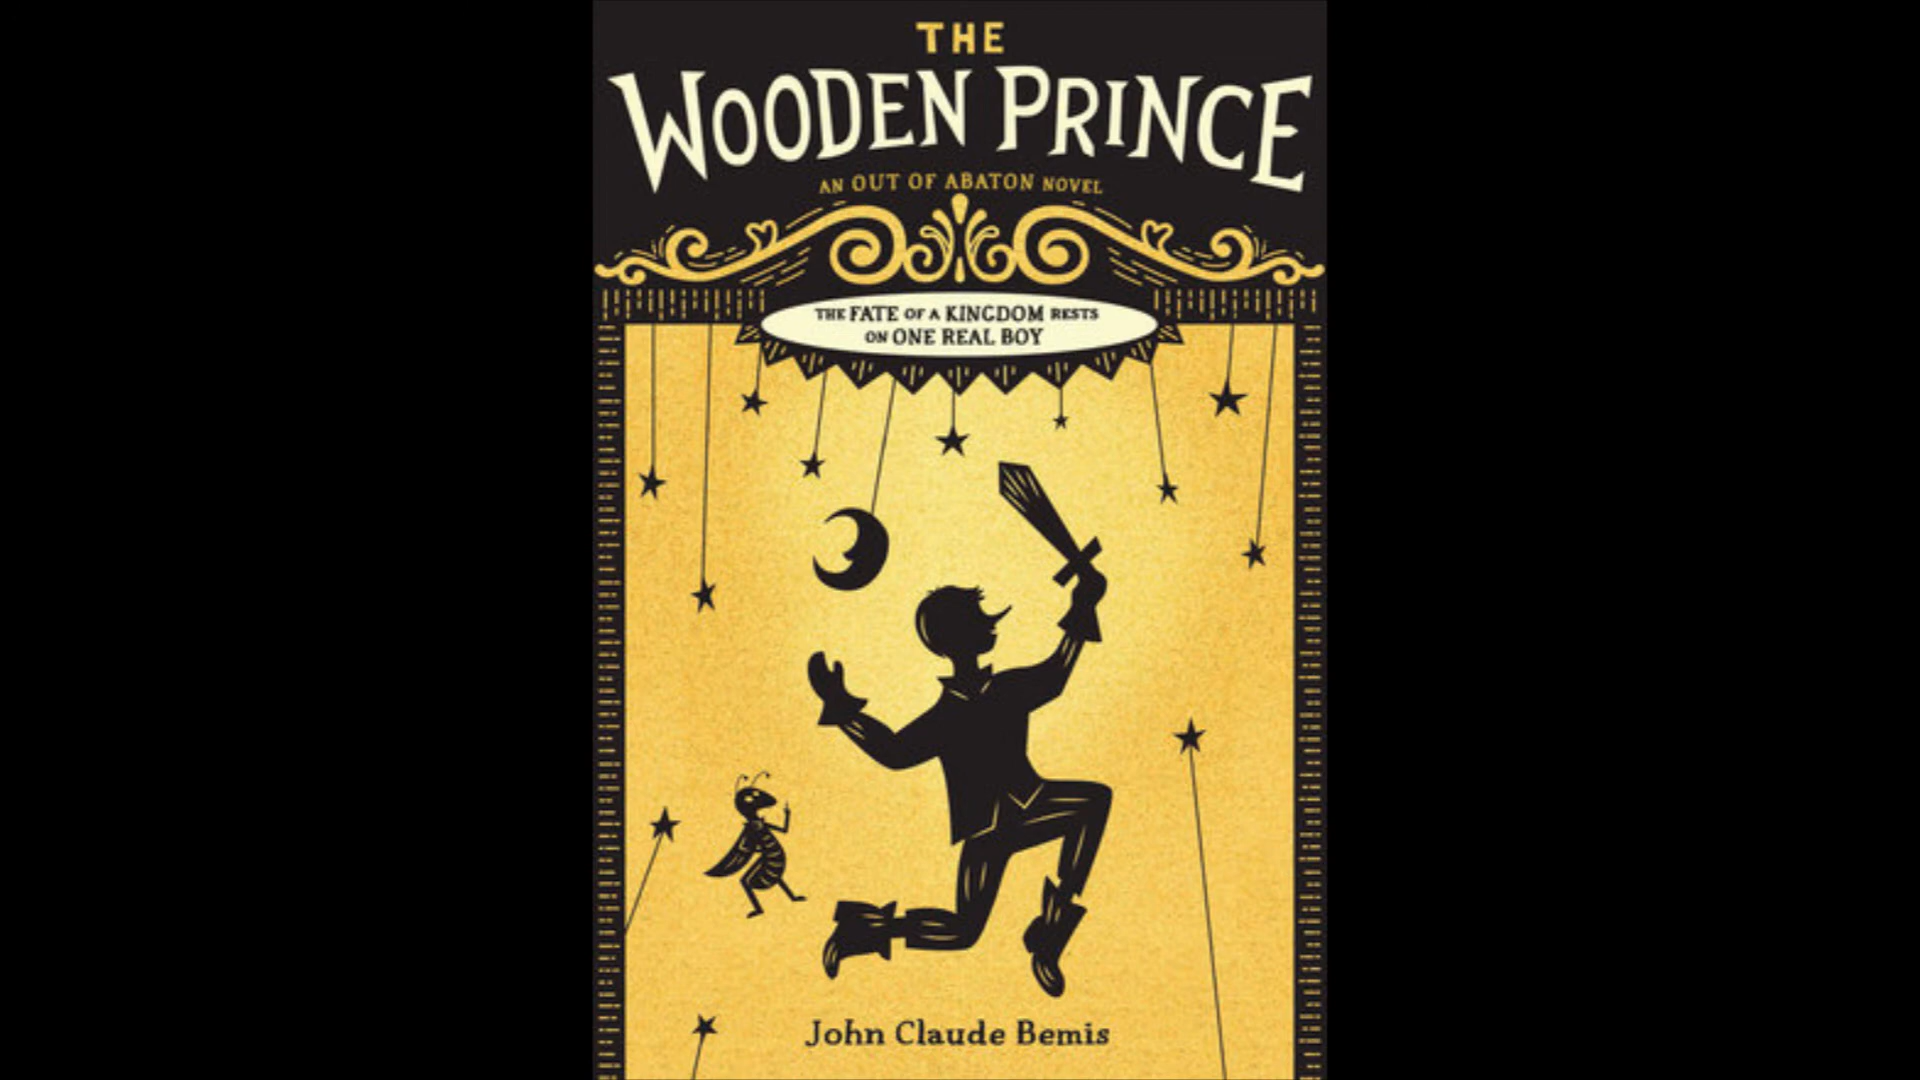 THE
WOODEN PRINCE
AN OUT OF ABATON NOVEL
THE FATE OF A KINGDOM RESTS
ON ONE REAL BOY
John Claude Bemis